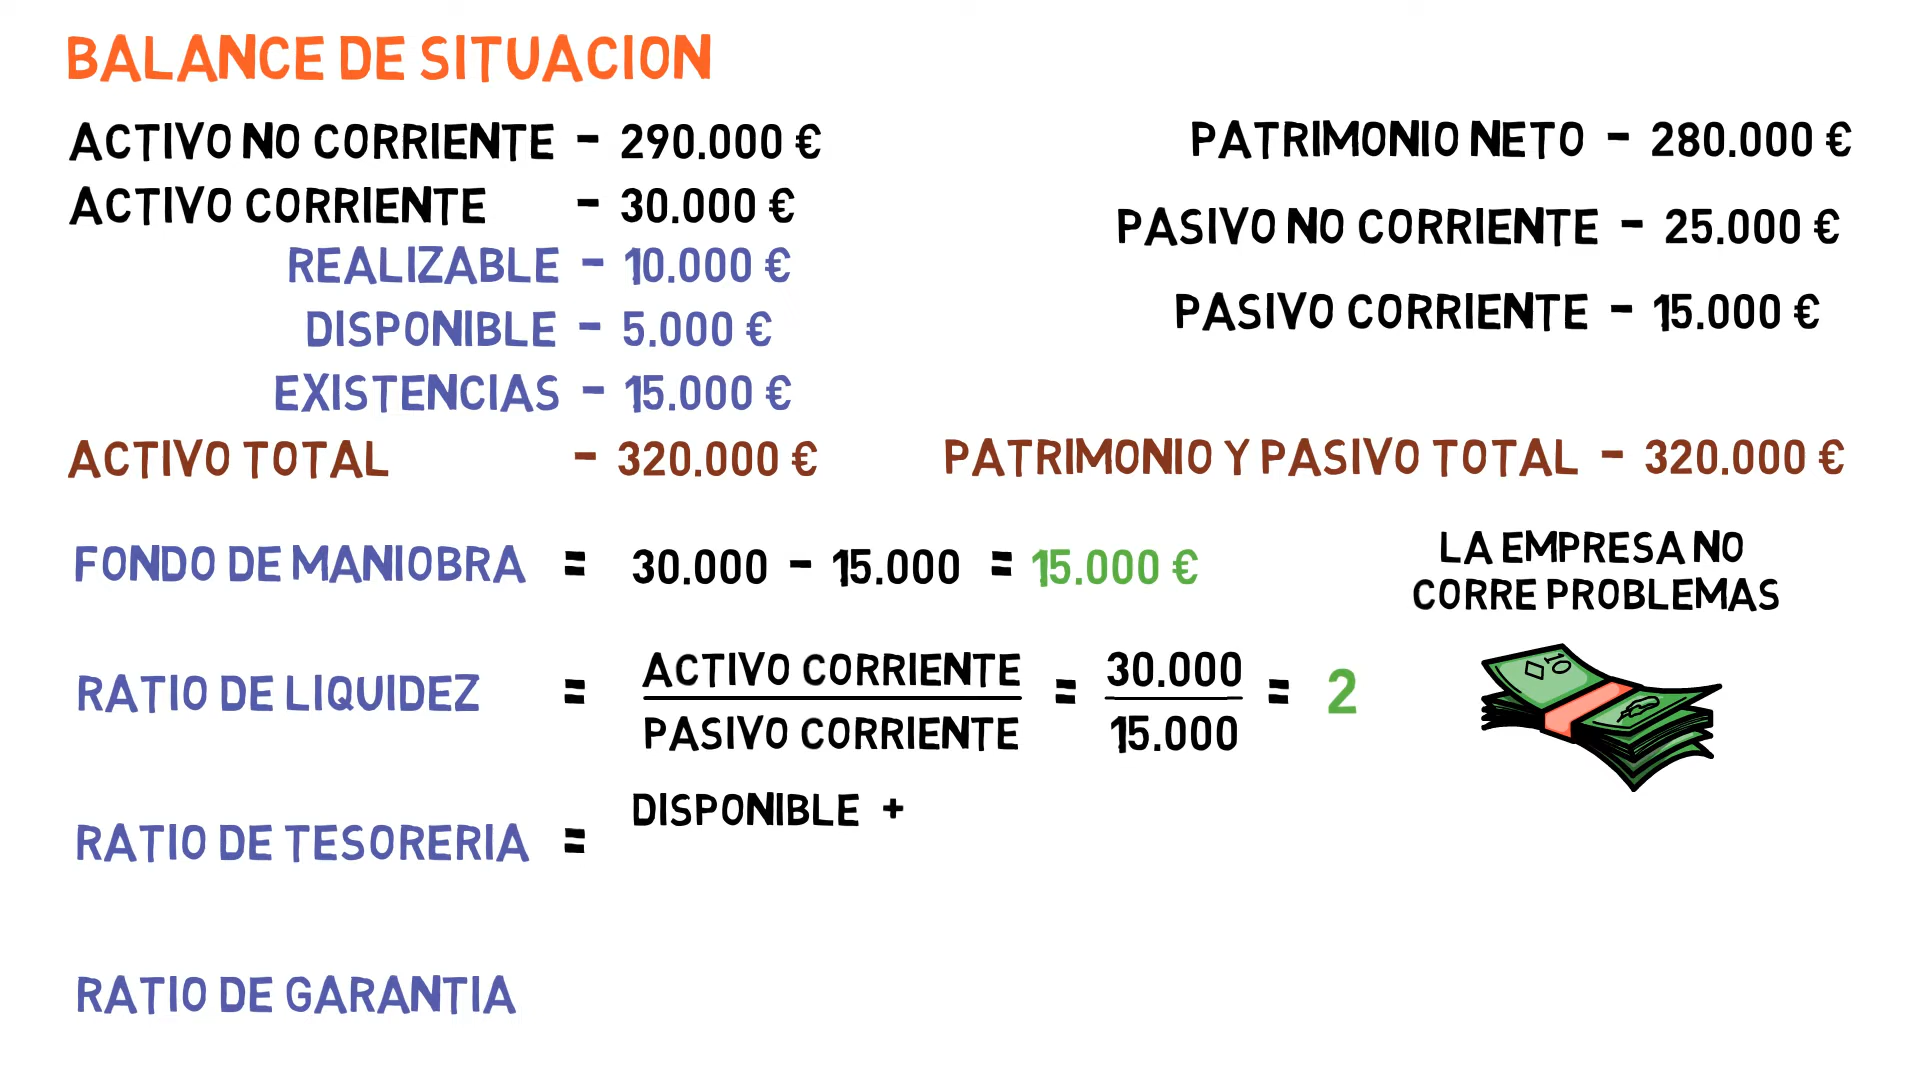 BALANCE DE SITUACION
ACTIVO NO CORRIENTE - 290.000 €
ACTIVO CORRIENTE - 30.000 €
REALIZABLE - 10.000 €
DISPONIBLE - 5.000 €
EXISTENCIAS - 15.000 €
ACTIVO TOTAL - 320.000 €
PATRIMONIO NETO - 280.000 €
PASIVO NO CORRIENTE - 25.000 €
PASIVO CORRIENTE - 15.000 €
PATRIMONIO Y PASIVO TOTAL - 320.000 €
FONDO DE MANIOBRA = 30.000 - 15.000 = 15.000 €
LA EMPRESA NO
CORRE PROBLEMAS
RATIO DE LIQUIDEZ = ACTIVO CORRIENTE = 30.000 = 2
PASIVO CORRIENTE 15.000
10
RATIO DE TESORERIA = DISPONIBLE +
RATIO DE GARANTIA